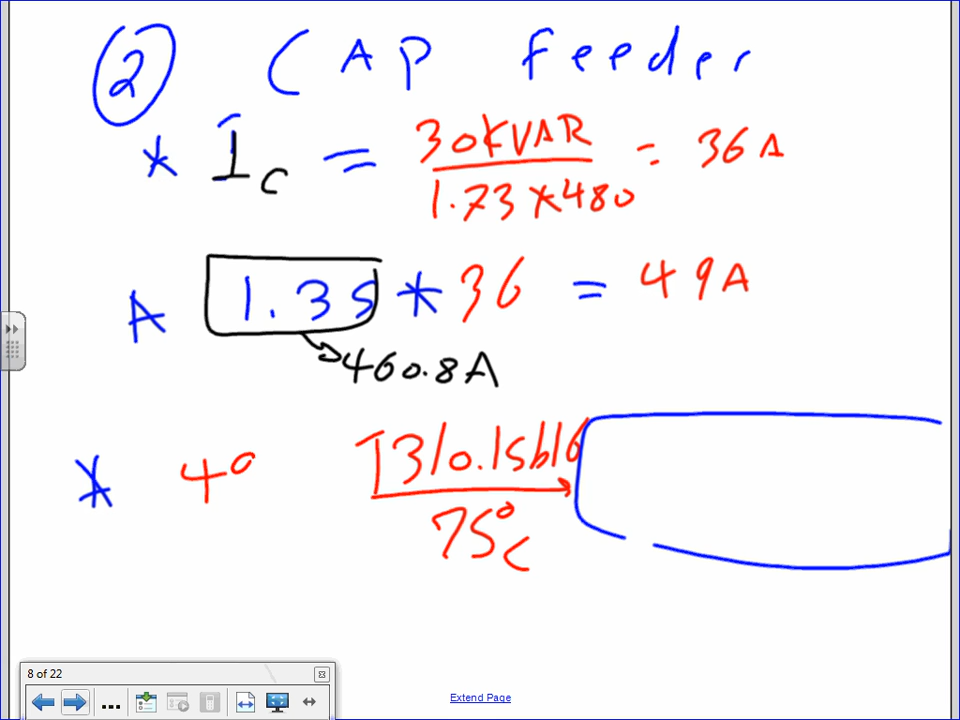 2 CAP Feeder
* Ic = 30KVAR / 1.73 * 480 = 36A
A 1.35 * 36 = 49A
460.8A
* 4° T310.15b16
75°C
8 of 22
...
Extend Page